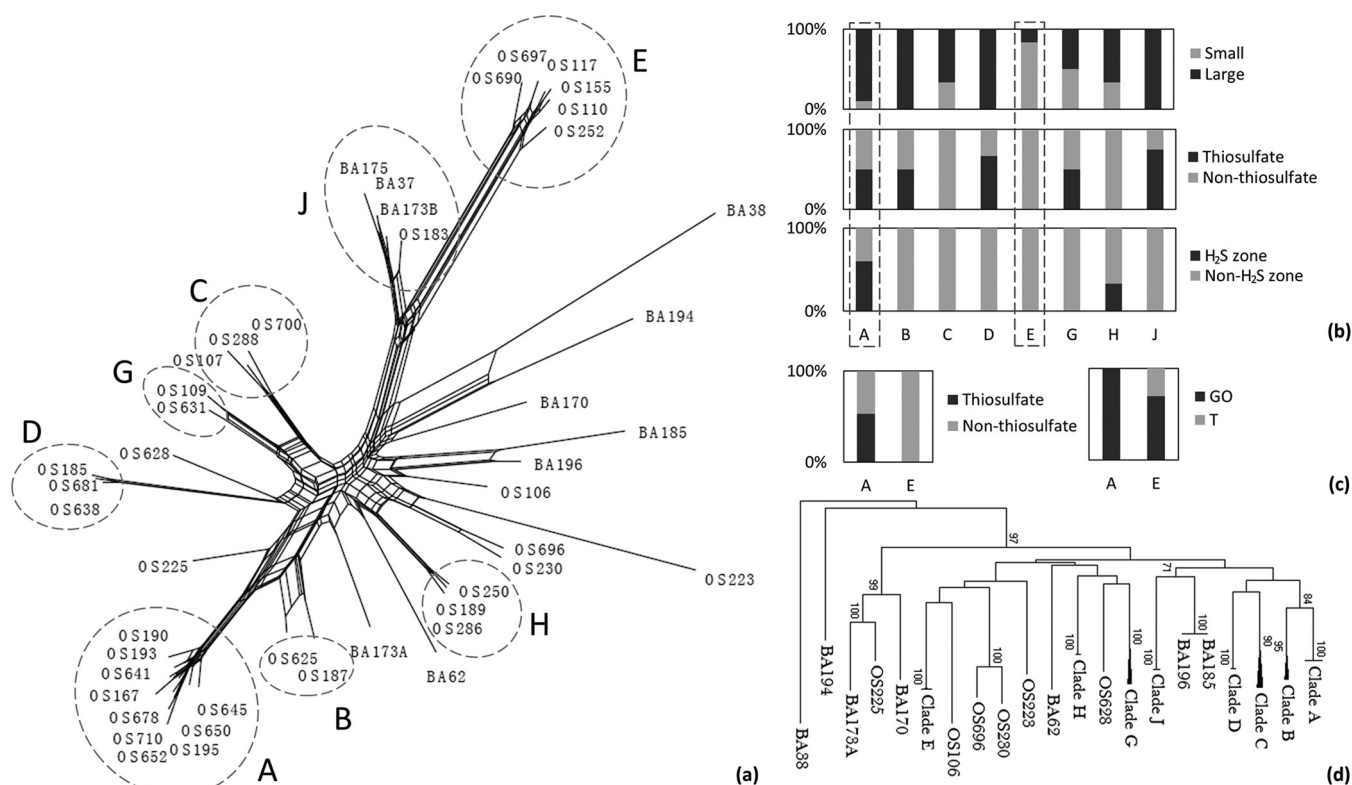 OS697
OS117
OS690
OS155
OS110
OS252
E
BA175
BA37
BA173B
OS183
J
BA38
BA194
C
OS700
OS288
OS107
G
OS109
OS631
BA170
D
OS628
BA185
BA196
OS185
OS681
OS638
OS106
OS696
OS230
OS225
OS223
OS250
OS189
OS286
H
OS190
OS193
OS641
OS167
OS678
OS710
OS652
OS645
OS650
OS195
A
OS625
OS187
B
BA173A
BA62
(a)
100%
0%
Small
Large
100%
0%
Thiosulfate
Non-thiosulfate
100%
0%
H2S zone
Non-H2S zone
A B C D E G H J
(b)
100%
0%
Thiosulfate
Non-thiosulfate
A E
GO
T
A E
(c)
97
99
71
84
100
100
100
100
100
100
100
90
95
100
BA38
BA194
BA173A
OS225
BA170
Clade E
OS106
OS696
OS230
OS223
BA62
Clade H
OS628
Clade G
Clade J
BA196
BA185
Clade D
Clade C
Clade B
Clade A
(d)